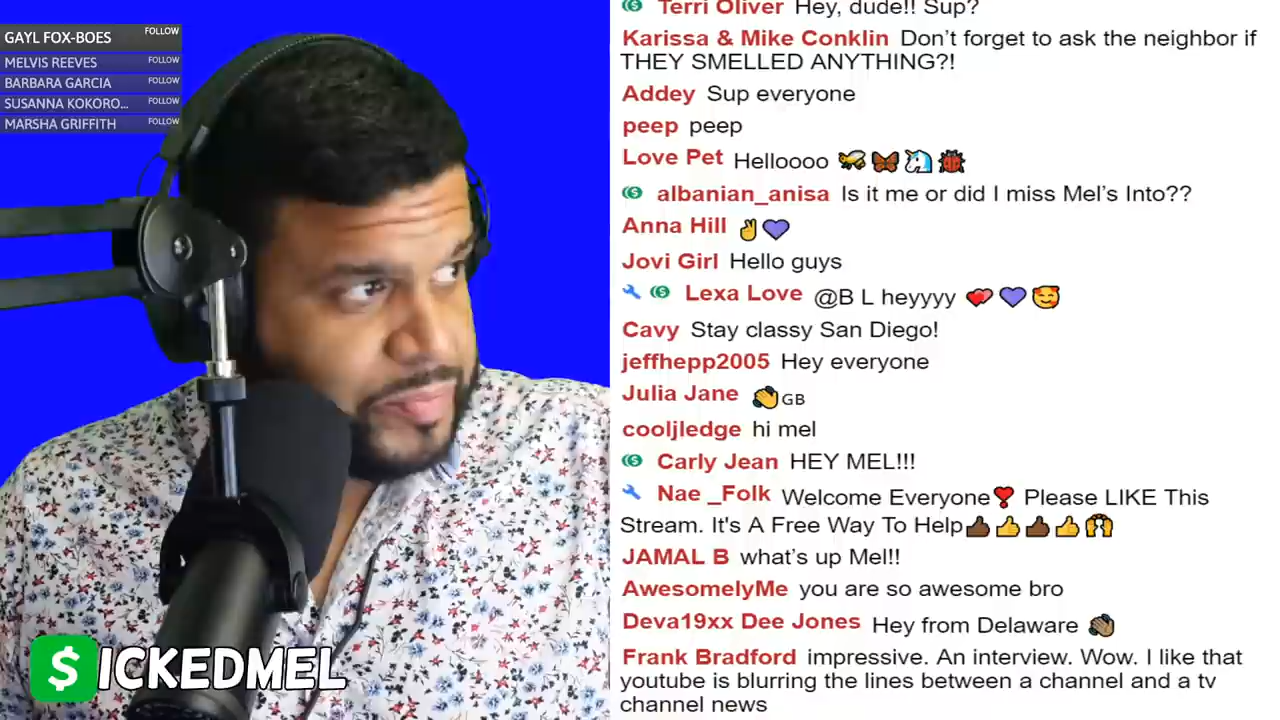 GAYL FOX-BOES FOLLOW
MELVIS REEVES FOLLOW
BARBARA GARCIA FOLLOW
SUSANNA KOKORO... FOLLOW
MARSHA GRIFFITH FOLLOW
$ICKEDMEL
Terri Oliver Hey, dude!! Sup?
Karissa & Mike Conklin Don’t forget to ask the neighbor if
THEY SMELLED ANYTHING?!
Addey Sup everyone
peep peep
Love Pet Helloooo 🐝 🦋 🦄 🐞
albanian_anisa Is it me or did I miss Mel’s Into??
Anna Hill ✌💜
Jovi Girl Hello guys
Lexa Love @B L heyyyy 💕 💜 🥰
Cavy Stay classy San Diego!
jeffhepp2005 Hey everyone
Julia Jane 👏 GB
cooljledge hi mel
Carly Jean HEY MEL!!!
Nae _Folk Welcome Everyone❣ Please LIKE This
Stream. It's A Free Way To Help👍🏿👍👍🏿👍🙌
JAMAL B what’s up Mel!!
AwesomelyMe you are so awesome bro
Deva19xx Dee Jones Hey from Delaware 👋🏽
Frank Bradford impressive. An interview. Wow. I like that
youtube is blurring the lines between a channel and a tv
channel news